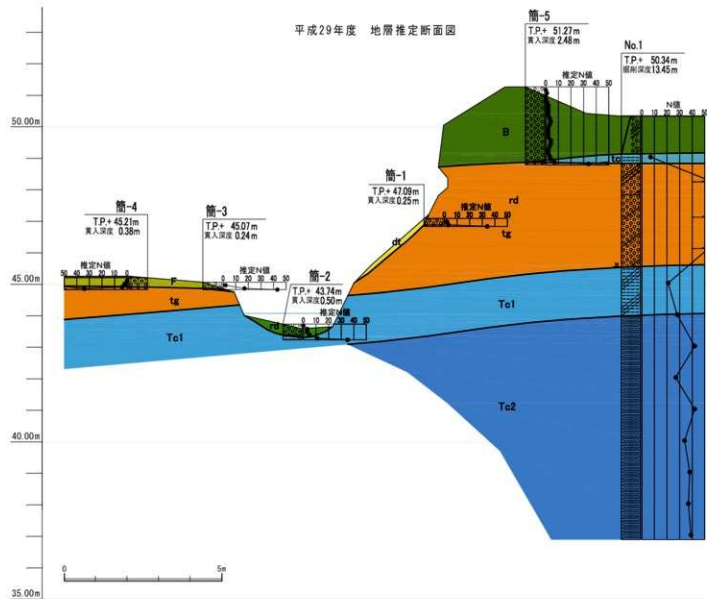 平成29年度 地層推定断面図
簡-5
T.P.+ 51.27m
貫入深度 2.48m
No.1
T.P.+ 50.34m
掘削深度13.45m
推定N値
0 10 20 30 40 50
N値
0 10 20 30 40 50
50.00m
B
tc
簡-1
T.P.+ 47.09m
貫入深度 0.25m
rd
簡-4
T.P.+ 45.21m
貫入深度 0.38m
簡-3
T.P.+ 45.07m
貫入深度 0.24m
推定N値
0 10 20 30 40 50
tg
dt
推定N値
50 40 30 20 10 0
F
推定N値
0 10 20 30 40 50
簡-2
T.P.+ 43.74m
貫入深度0.50m
45.00m
tg
推定N値
0 10 20 30 40 50
rd
Tc1
Tc1
Tc2
40.00m
0
5m
35.00m